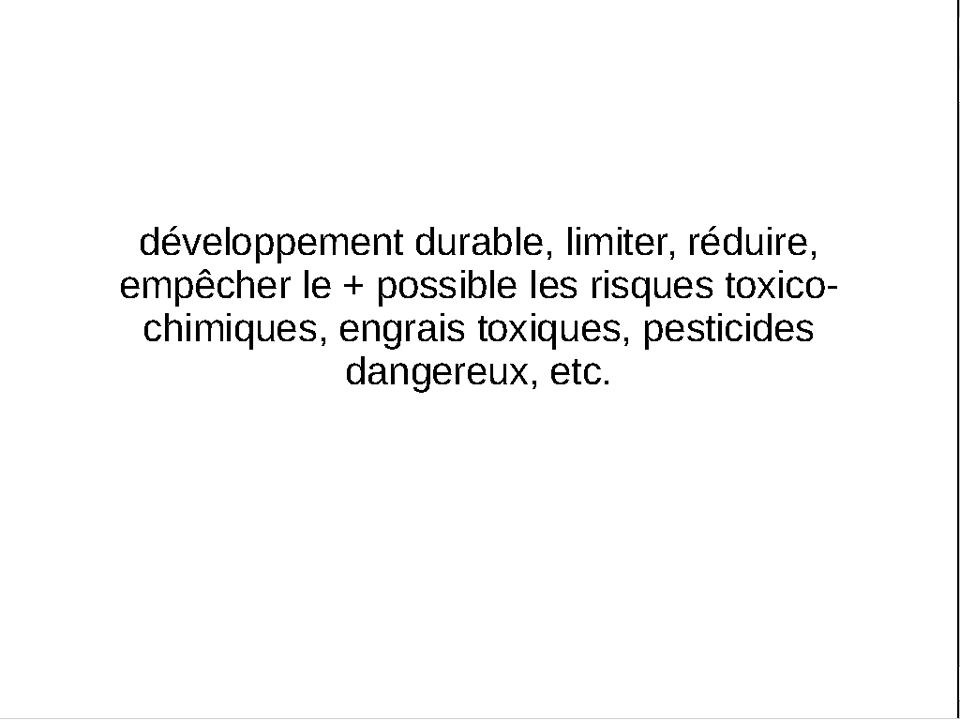 développement durable, limiter, réduire,
empêcher le + possible les risques toxico-
chimiques, engrais toxiques, pesticides
dangereux, etc.